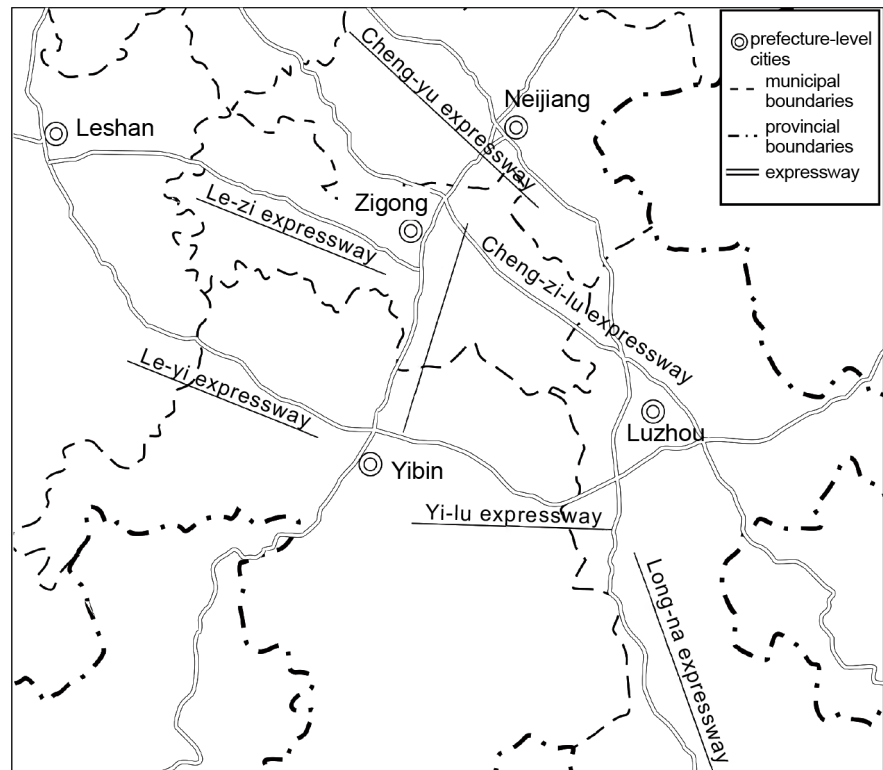 prefecture-level
cities
municipal
boundaries
provincial
boundaries
expressway
Cheng-yu expressway
Neijiang
Leshan
Le-zi expressway
Zigong
Cheng-zi-lu expressway
Le-yi expressway
Luzhou
Yibin
Yi-lu expressway
Long-na expressway